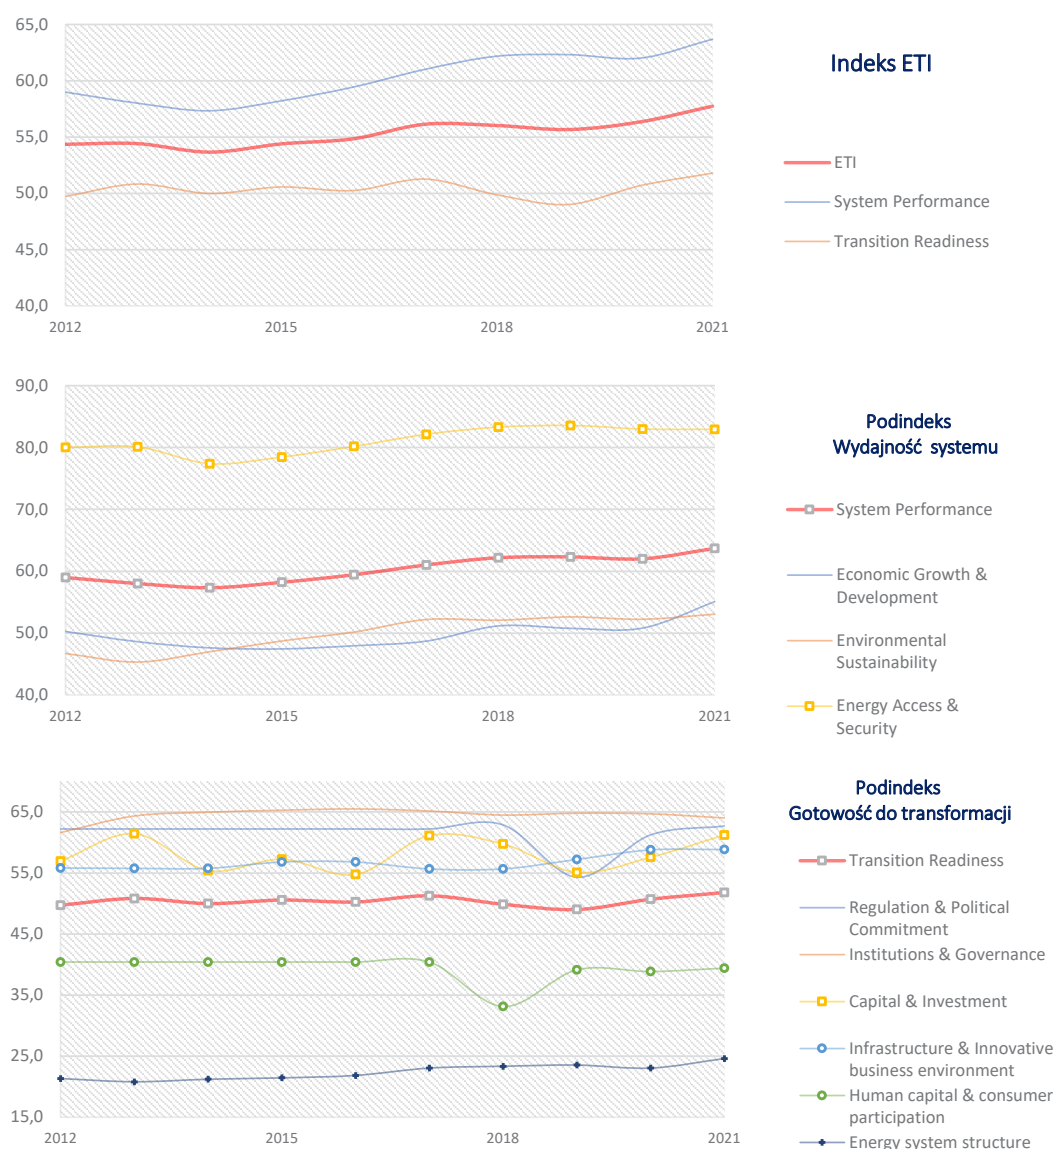 65,0
60,0
55,0
50,0
45,0
40,0
2012
2015
2018
2021
Indeks ETI
ETI
System Performance
Transition Readiness
90,0
80,0
70,0
60,0
50,0
40,0
2012
2015
2018
2021
Podindeks
Wydajność systemu
System Performance
Economic Growth &
Development
Environmental
Sustainability
Energy Access &
Security
65,0
55,0
45,0
35,0
25,0
15,0
2012
2015
2018
2021
Podindeks
Gotowość do transformacji
Transition Readiness
Regulation & Political
Commitment
Institutions & Governance
Capital & Investment
Infrastructure & Innovative
business environment
Human capital & consumer
participation
Energy system structure